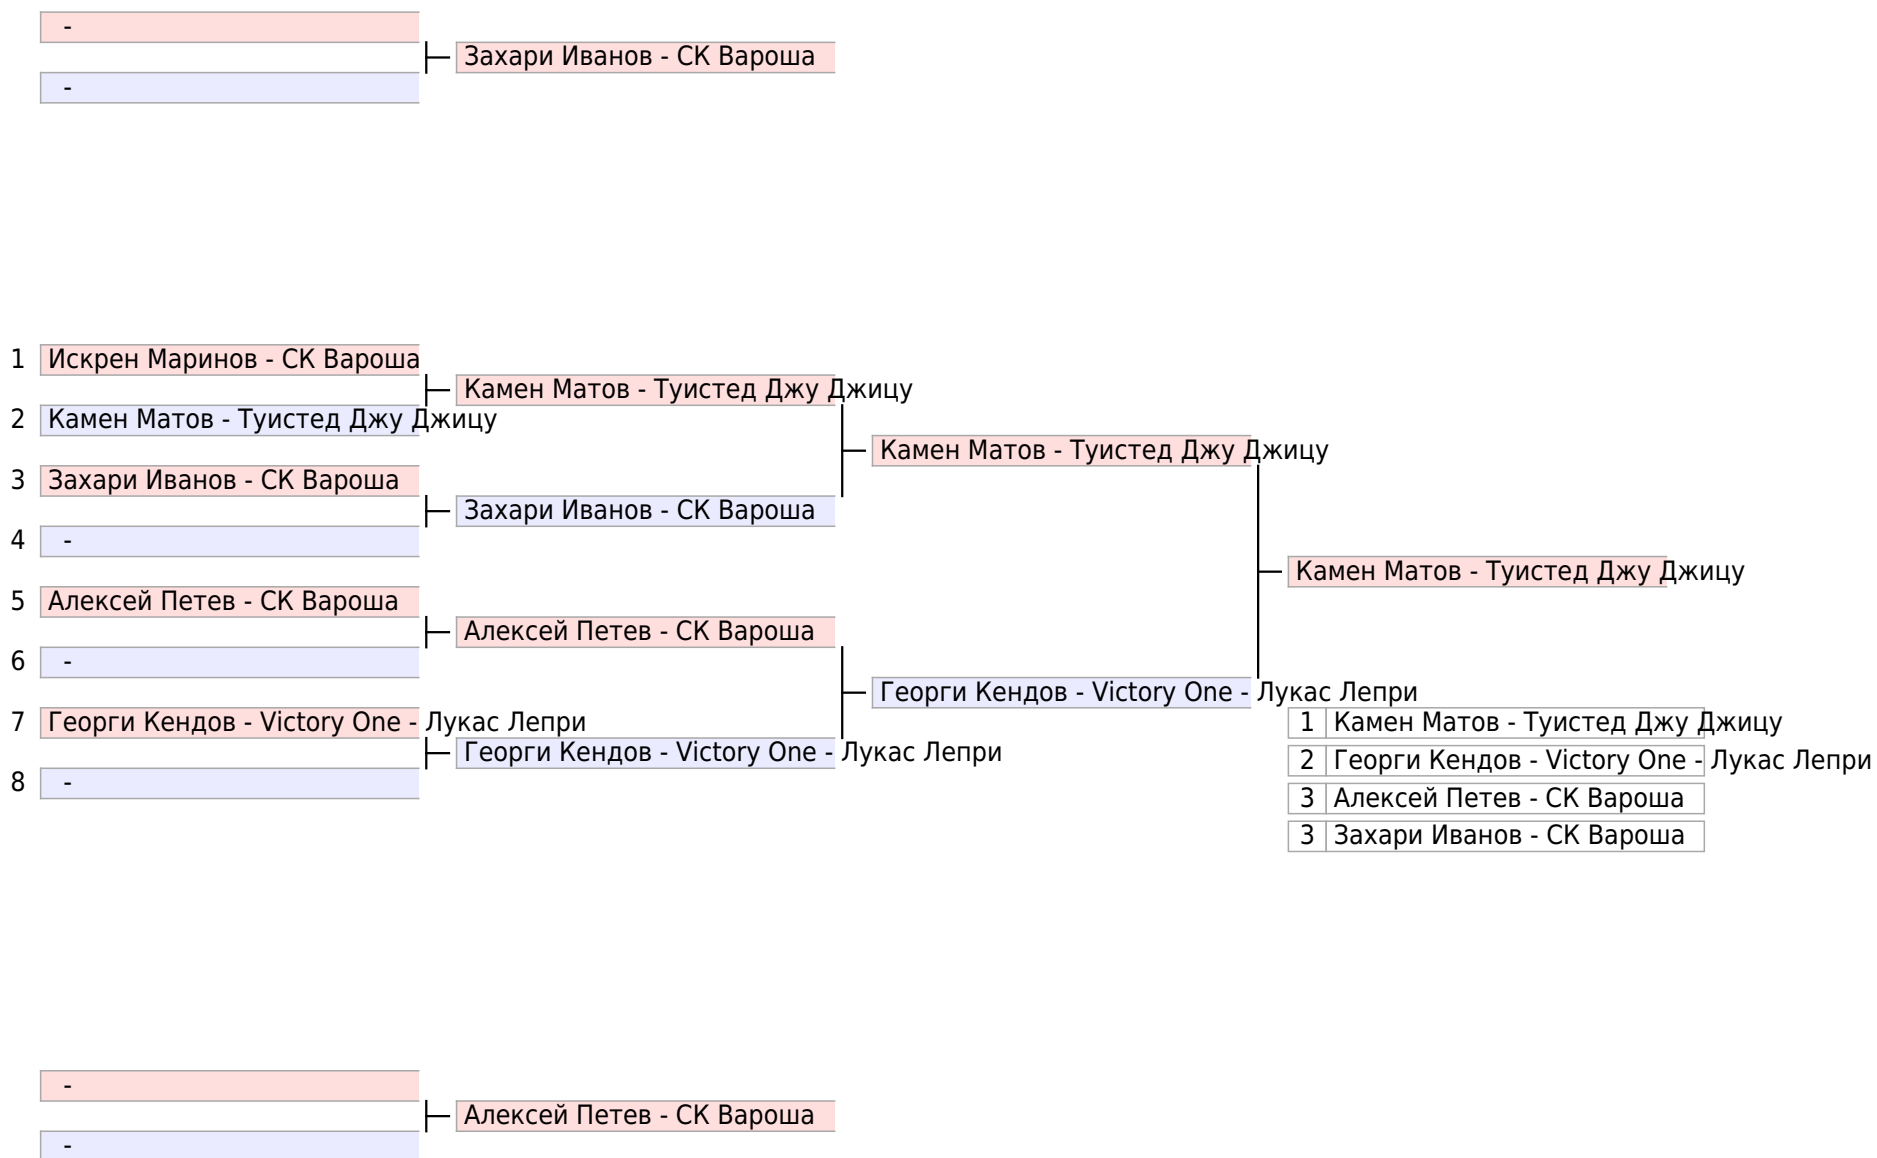 -
Захари Иванов - СК Вароша
-
1 Искрен Маринов - СК Вароша
Камен Матов - Туистед Джу Джицу
2 Камен Матов - Туистед Джу Джицу
Камен Матов - Туистед Джу Джицу
3 Захари Иванов - СК Вароша
Захари Иванов - СК Вароша
4 -
Камен Матов - Туистед Джу Джицу
5 Алексей Петев - СК Вароша
Алексей Петев - СК Вароша
6 -
Георги Кендов - Victory One - Лукас Лепри
7 Георги Кендов - Victory One - Лукас Лепри
Георги Кендов - Victory One - Лукас Лепри
8 -
1 Камен Матов - Туистед Джу Джицу
2 Георги Кендов - Victory One - Лукас Лепри
3 Алексей Петев - СК Вароша
3 Захари Иванов - СК Вароша
-
Алексей Петев - СК Вароша
-